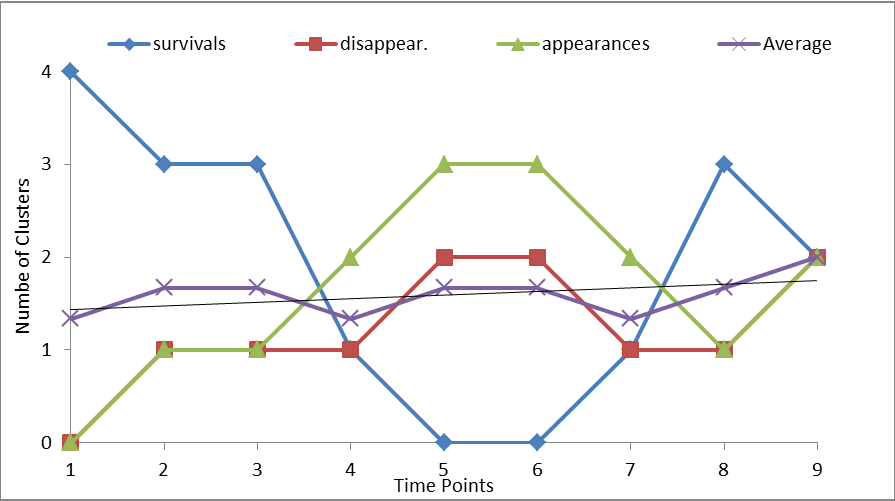 survivals disappear. appearances Average
4
3
2
1
0
Numbe of Clusters
1 2 3 4 5 6 7 8 9
Time Points